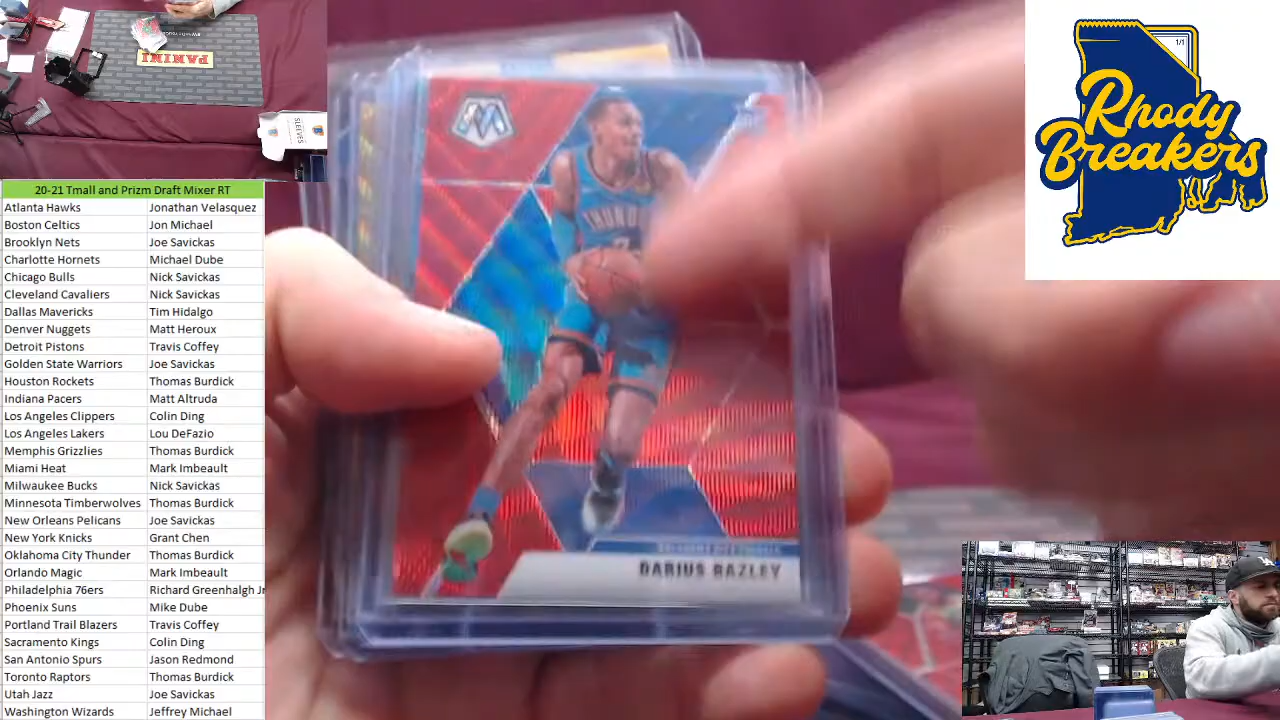 PANINI
SLEEVES
20-21 Tmall and Prizm Draft Mixer RT
Atlanta Hawks Jonathan Velasquez
Boston Celtics Jon Michael
Brooklyn Nets Joe Savickas
Charlotte Hornets Michael Dube
Chicago Bulls Nick Savickas
Cleveland Cavaliers Nick Savickas
Dallas Mavericks Tim Hidalgo
Denver Nuggets Matt Heroux
Detroit Pistons Travis Coffey
Golden State Warriors Joe Savickas
Houston Rockets Thomas Burdick
Indiana Pacers Matt Altruda
Los Angeles Clippers Colin Ding
Los Angeles Lakers Lou DeFazio
Memphis Grizzlies Thomas Burdick
Miami Heat Mark Imbeault
Milwaukee Bucks Nick Savickas
Minnesota Timberwolves Thomas Burdick
New Orleans Pelicans Joe Savickas
New York Knicks Grant Chen
Oklahoma City Thunder Thomas Burdick
Orlando Magic Mark Imbeault
Philadelphia 76ers Richard Greenhalgh Jr
Phoenix Suns Mike Dube
Portland Trail Blazers Travis Coffey
Sacramento Kings Colin Ding
San Antonio Spurs Jason Redmond
Toronto Raptors Thomas Burdick
Utah Jazz Joe Savickas
Washington Wizards Jeffrey Michael
M
THUNDER
DARIUS BAZLEY
1/1
Rhody
Breakers